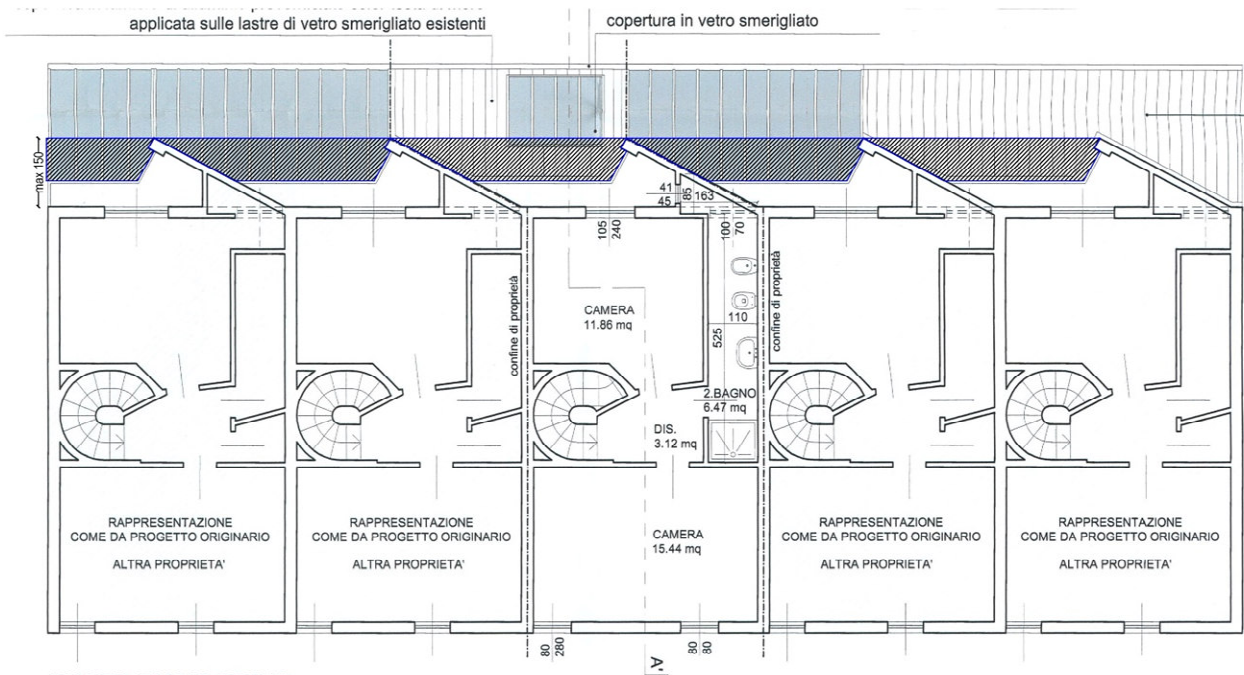 applicata sulle lastre di vetro smerigliato esistenti
copertura in vetro smerigliato
max 150
41
45
85
163
105
240
100
70
confine di proprietà
confine di proprietà
CAMERA
11.86 mq
110
525
2.BAGNO
6.47 mq
DIS.
3.12 mq
RAPPRESENTAZIONE
COME DA PROGETTO ORIGINARIO
ALTRA PROPRIETA'
RAPPRESENTAZIONE
COME DA PROGETTO ORIGINARIO
ALTRA PROPRIETA'
CAMERA
15.44 mq
RAPPRESENTAZIONE
COME DA PROGETTO ORIGINARIO
ALTRA PROPRIETA'
RAPPRESENTAZIONE
COME DA PROGETTO ORIGINARIO
ALTRA PROPRIETA'
80
280
80
80
A'